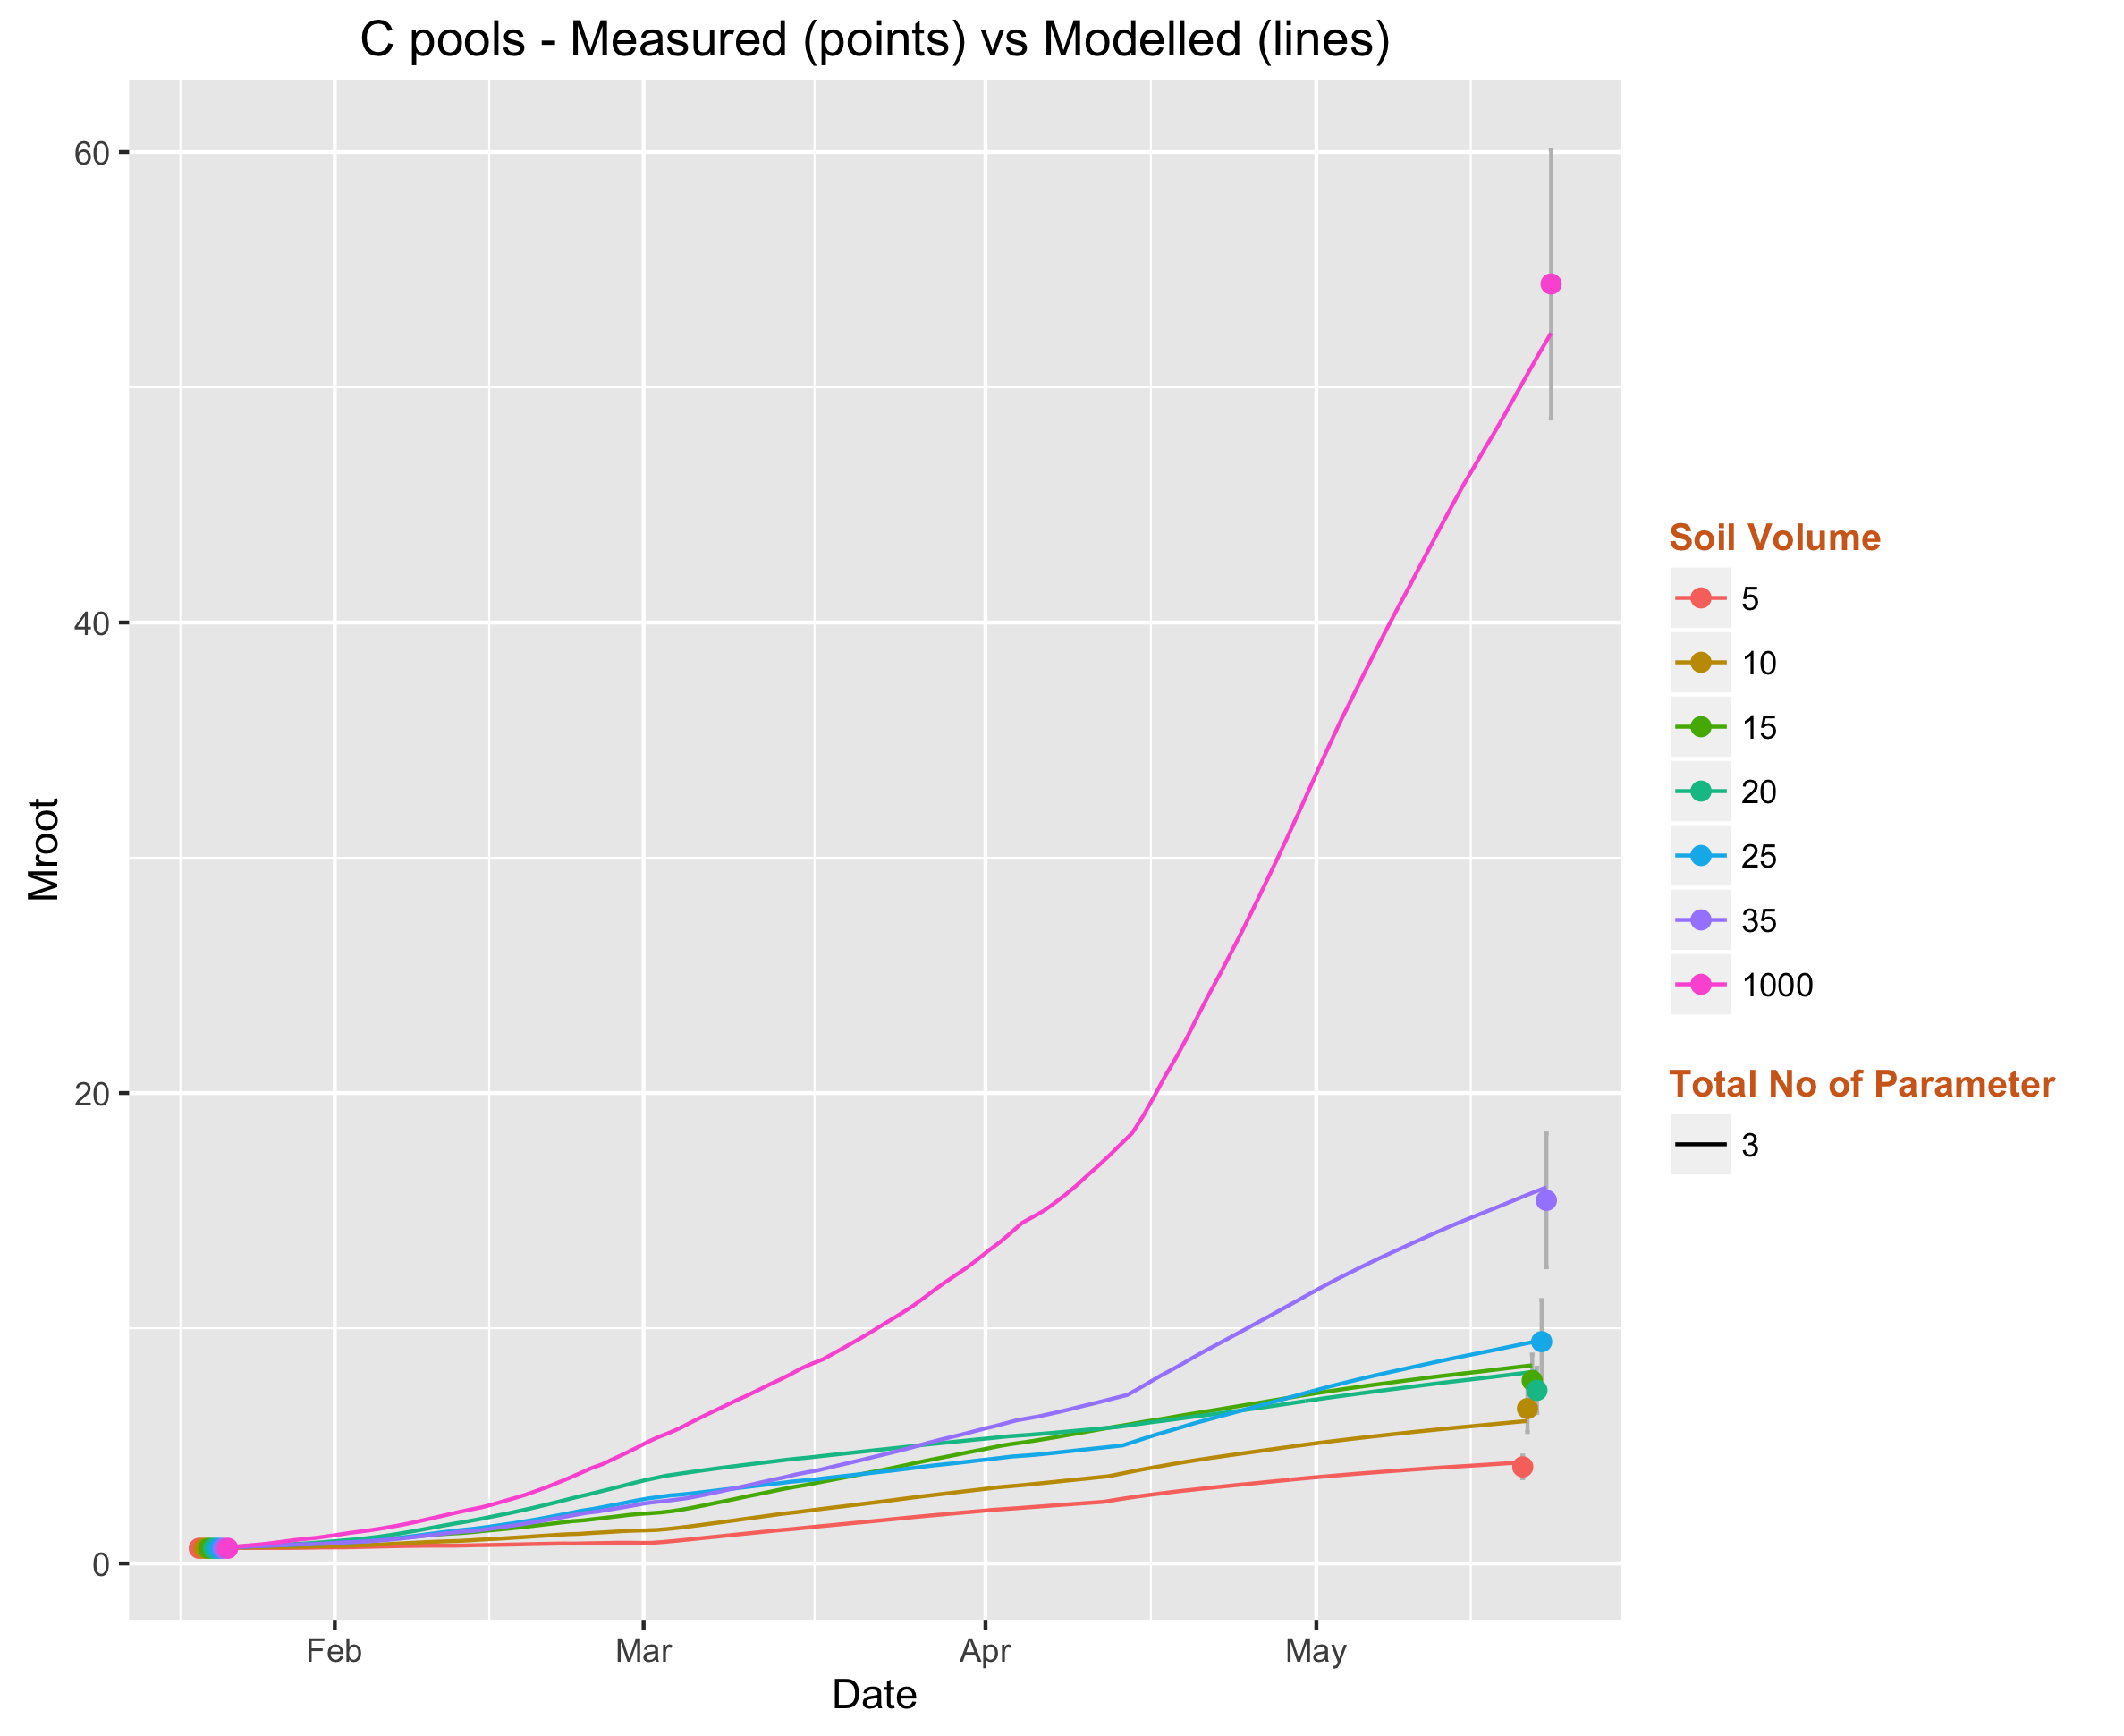 C pools - Measured (points) vs Modelled (lines)
60
40
20
0
Mroot
Feb
Mar
Apr
May
Date
Soil Volume
5
10
15
20
25
35
1000
Total No of Parameter
3